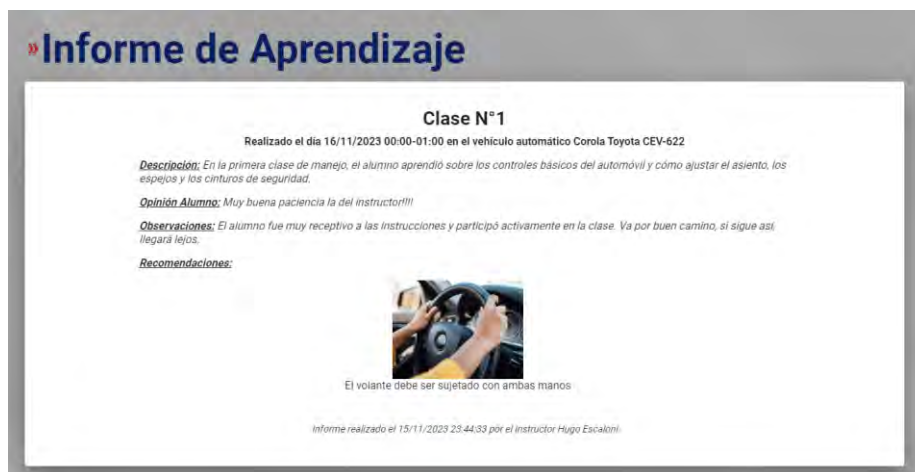 »Informe de Aprendizaje
Clase N°1
Realizado el día 16/11/2023 00:00-01:00 en el vehículo automático Corola Toyota CEV-622
Descripción: En la primera clase de manejo, el alumno aprendió sobre los controles básicos del automóvil y cómo ajustar el asiento, los
espejos y los cinturos de seguridad.
Opinión Alumno: Muy buena paciencia la del instructor!!!!
Observaciones: El alumno fue muy receptivo a las instrucciones y participó activamente en la clase. Va por buen camino, si sigue así,
llegará lejos.
Recomendaciones:
El volante debe ser sujetado con ambas manos
Informe realizado el 15/11/2023 23:44:33 por el instructor Hugo Escaloni.